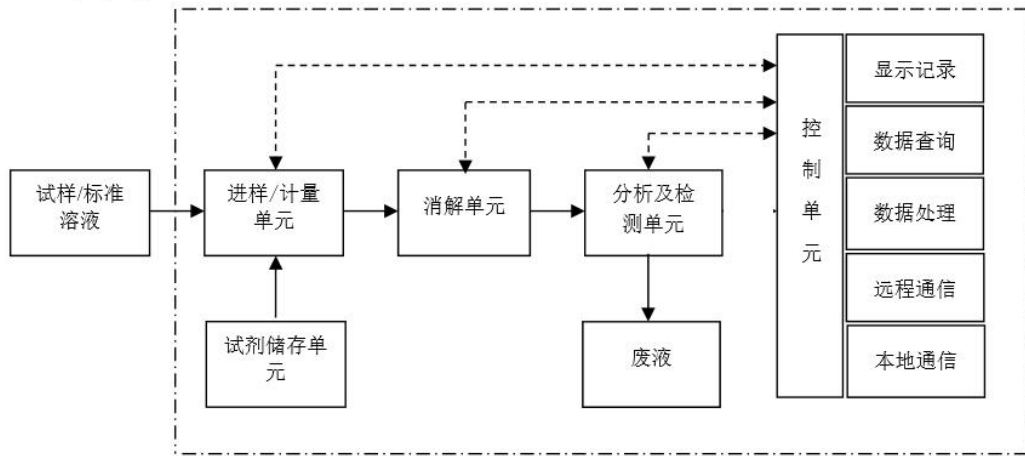 试样/标准
溶液
进样/计量
单元
消解单元
分析及检
测单元
试剂储存单
元
废液
控
制
单
元
显示记录
数据查询
数据处理
远程通信
本地通信